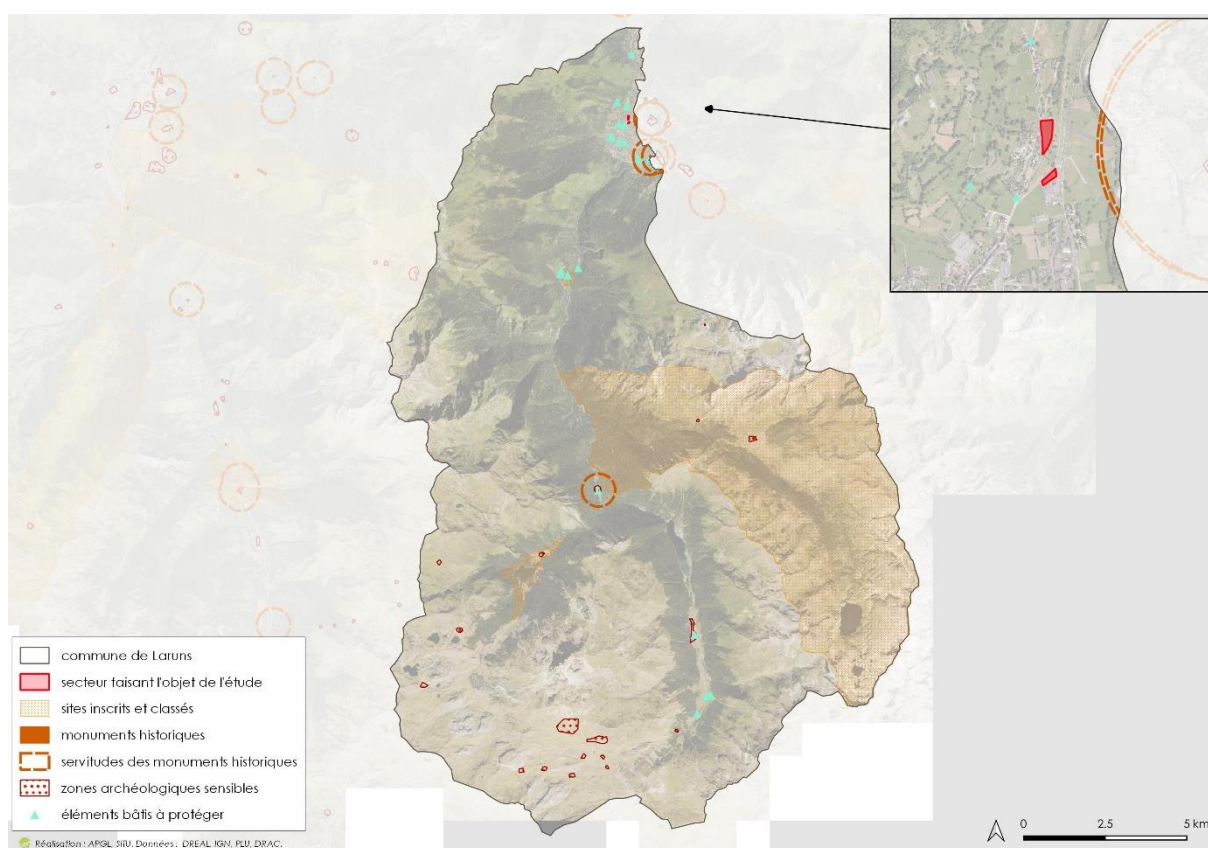 commune de Laruns
secteur faisant l'objet de l'étude
sites inscrits et classés
monuments historiques
servitudes des monuments historiques
zones archéologiques sensibles
éléments bâtis à protéger
Réalisation : APGL, SIIU, Données : DREAL, IGN, PLU, DRAC.
0 2.5 5 km